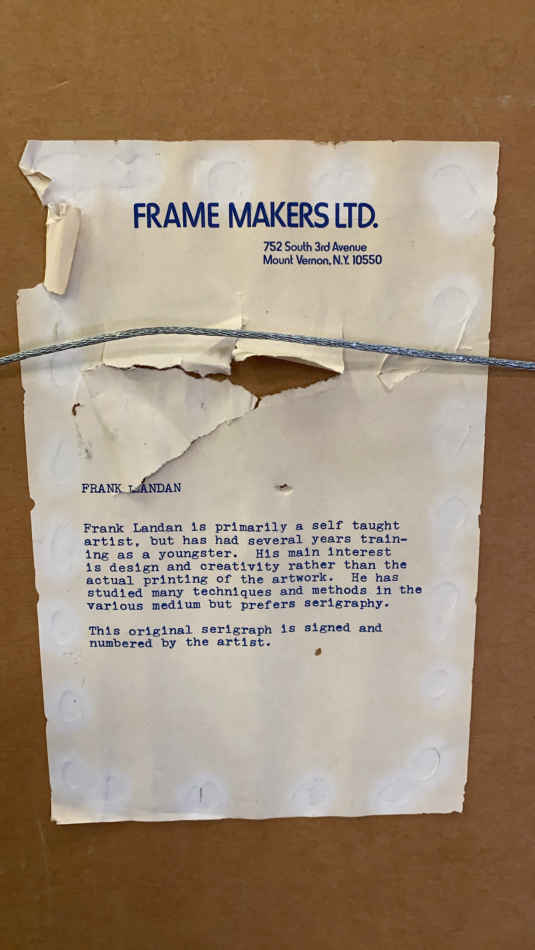 FRAME MAKERS LTD.
752 South 3rd Avenue
Mount Vernon, N.Y. 10550
FRANK LANDAN
Frank Landan is primarily a self taught
artist, but has had several years train-
ing as a youngster. His main interest
is design and creativity rather than the
actual printing of the artwork. He has
studied many techniques and methods in the
various medium but prefers serigraphy.
This original serigraph is signed and
numbered by the artist.